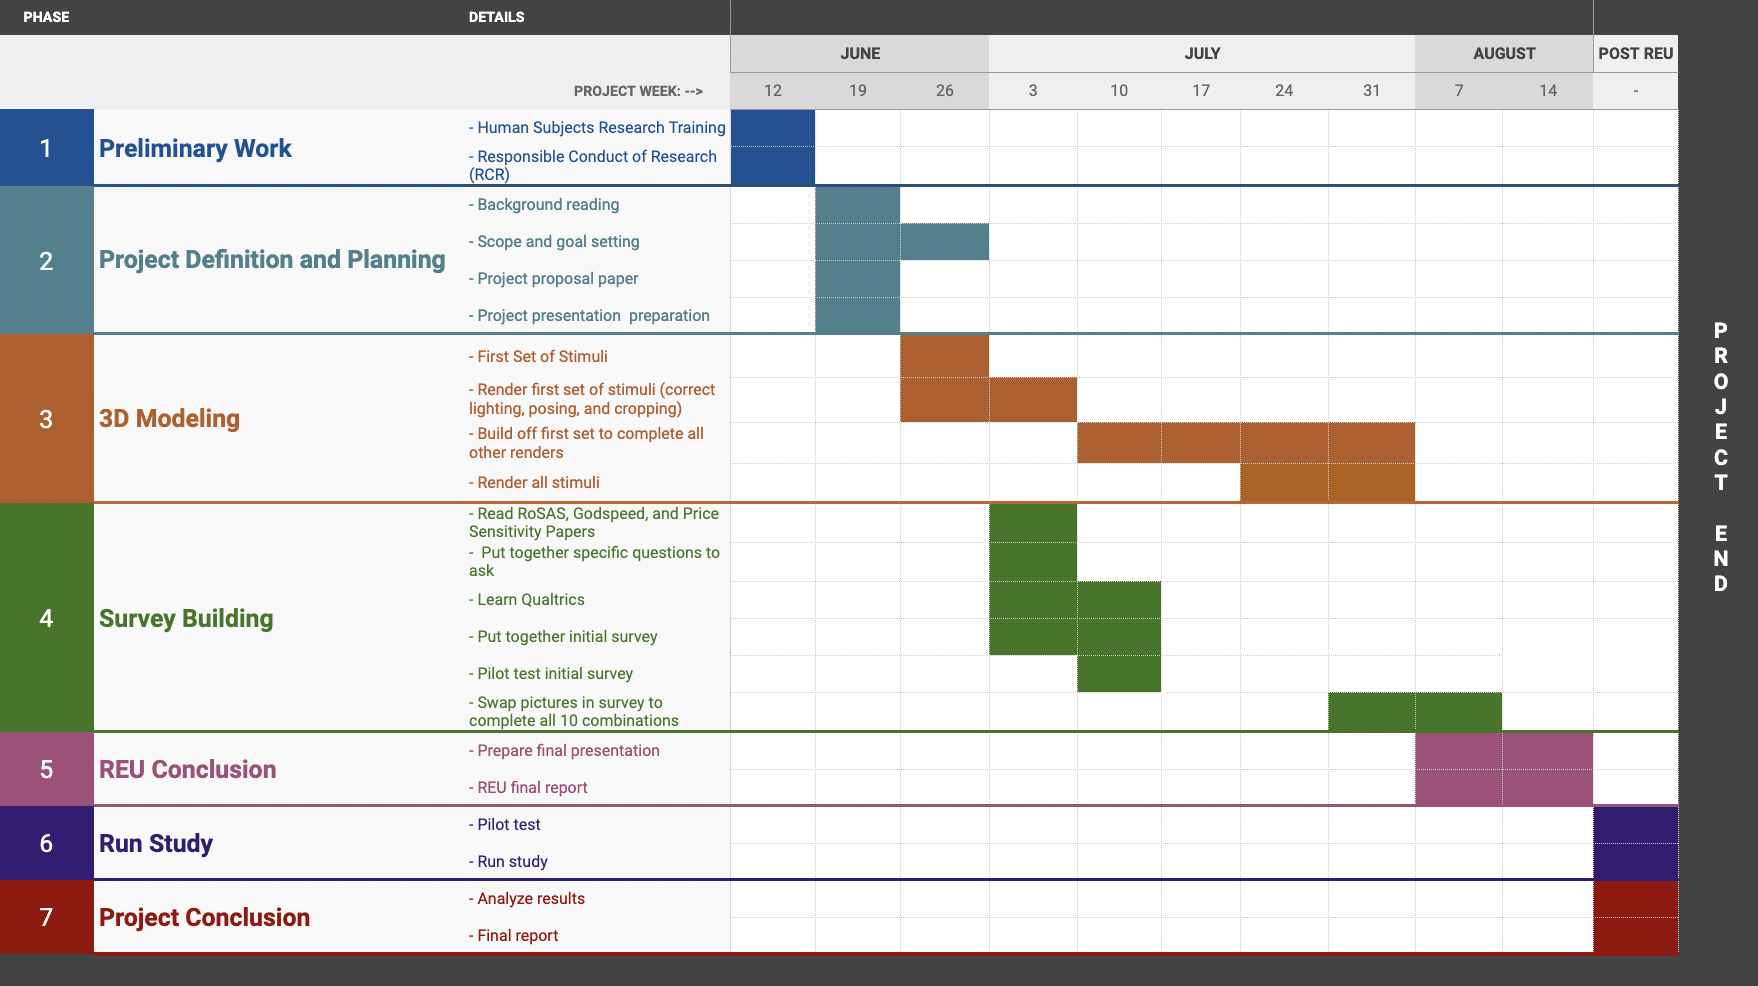 PHASE DETAILS
JUNE JULY AUGUST POST REU
PROJECT WEEK: --> 12 19 26 3 10 17 24 31 7 14 -
1 Preliminary Work
- Human Subjects Research Training
- Responsible Conduct of Research
(RCR)
2 Project Definition and Planning
- Background reading
- Scope and goal setting
- Project proposal paper
- Project presentation  preparation
3 3D Modeling
- First Set of Stimuli
- Render first set of stimuli (correct
lighting, posing, and cropping)
- Build off first set to complete all
other renders
- Render all stimuli
4 Survey Building
- Read RoSAS, Godspeed, and Price
Sensitivity Papers
-  Put together specific questions to
ask
- Learn Qualtrics
- Put together initial survey
- Pilot test initial survey
- Swap pictures in survey to
complete all 10 combinations
5 REU Conclusion
- Prepare final presentation
- REU final report
6 Run Study
- Pilot test
- Run study
7 Project Conclusion
- Analyze results
- Final report
PROJECT END